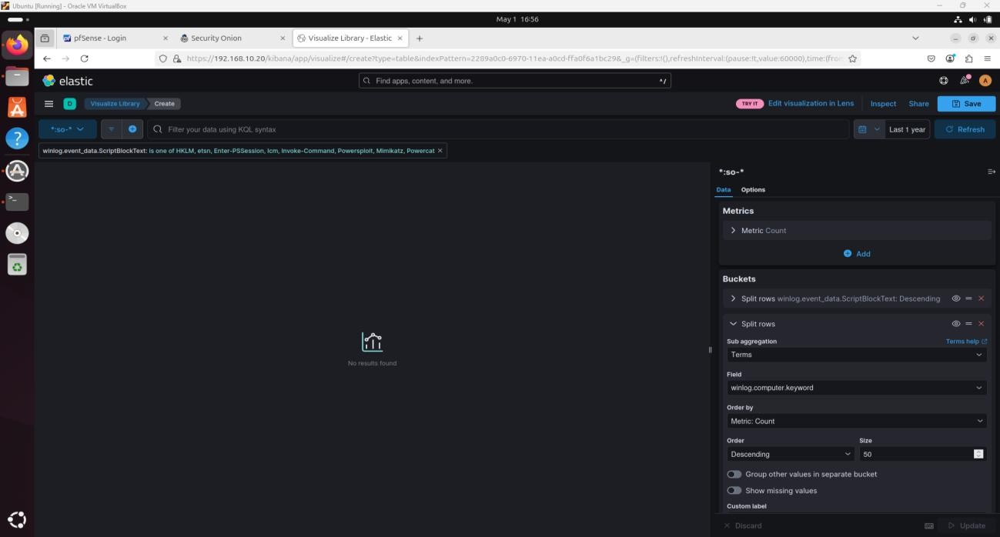 Ubuntu [Running] - Oracle VM VirtualBox
May 1 16:56
pfSense - Login
Security Onion
Visualize Library - Elastic
https://192.168.10.20/kibana/app/visualize#/create?type=table&indexPattern=2289a0c0-6970-11ea-a0cd-ffa0f6a1bc29&_g=(filters:!(),refreshInterval:(pause:!t,value:60000),time:(fro
elastic
Find apps, content, and more.
^/
A
D
Visualize Library
Create
TRY IT
Edit visualization in Lens
Inspect
Share
Save
*:so-*
Filter your data using KQL syntax
Last 1 year
Refresh
winlog.event_data.ScriptBlockText: is one of HKLM, etsn, Enter-PSSession, Icm, Invoke-Command, Powersploit, Mimikatz, Powercat
*:so-*
Data
Options
Metrics
Metric Count
Add
Buckets
Split rows winlog.event_data.ScriptBlockText: Descending
Split rows
Sub aggregation
Terms help
Terms
Field
winlog.computer.keyword
Order by
Metric: Count
Order
Size
Descending
50
Group other values in separate bucket
Show missing values
Custom label
No results found
Discard
Update